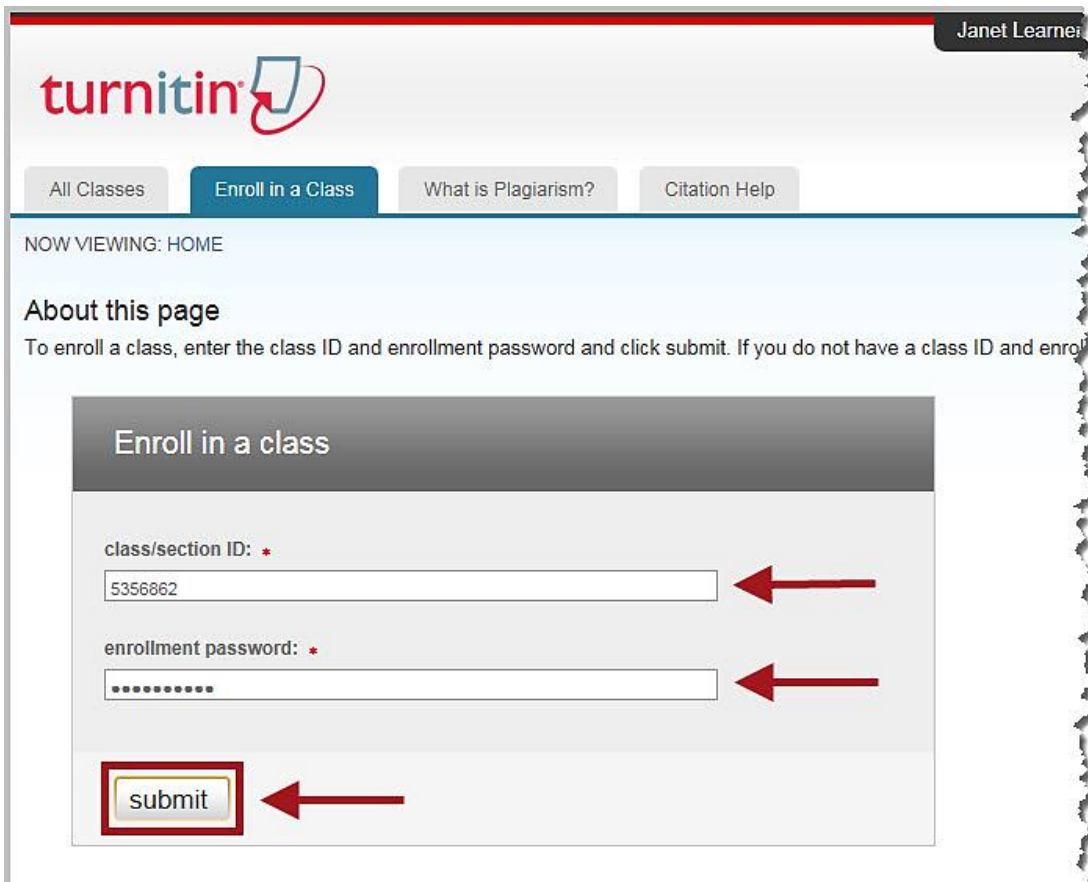 Janet Learner
turnitin
All Classes
Enroll in a Class
What is Plagiarism?
Citation Help
NOW VIEWING: HOME
About this page
To enroll a class, enter the class ID and enrollment password and click submit. If you do not have a class ID and
Enroll in a class
class/section ID: *
5356862
enrollment password: *
••••••••••
submit